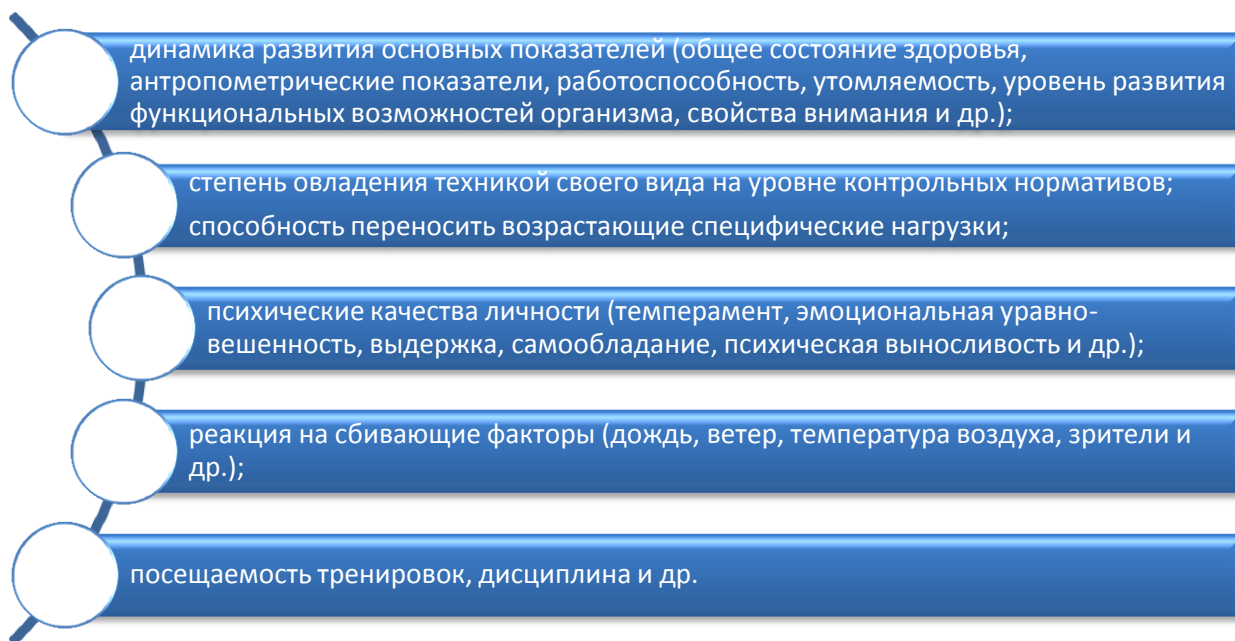 динамика развития основных показателей (общее состояние здоровья,
антропометрические показатели, работоспособность, утомляемость, уровень развития
функциональных возможностей организма, свойства внимания и др.);
степень овладения техникой своего вида на уровне контрольных нормативов;
способность переносить возрастающие специфические нагрузки;
психические качества личности (темперамент, эмоциональная уравно-
вешенность, выдержка, самообладание, психическая выносливость и др.);
реакция на сбивающие факторы (дождь, ветер, температура воздуха, зрители и
др.);
посещаемость тренировок, дисциплина и др.